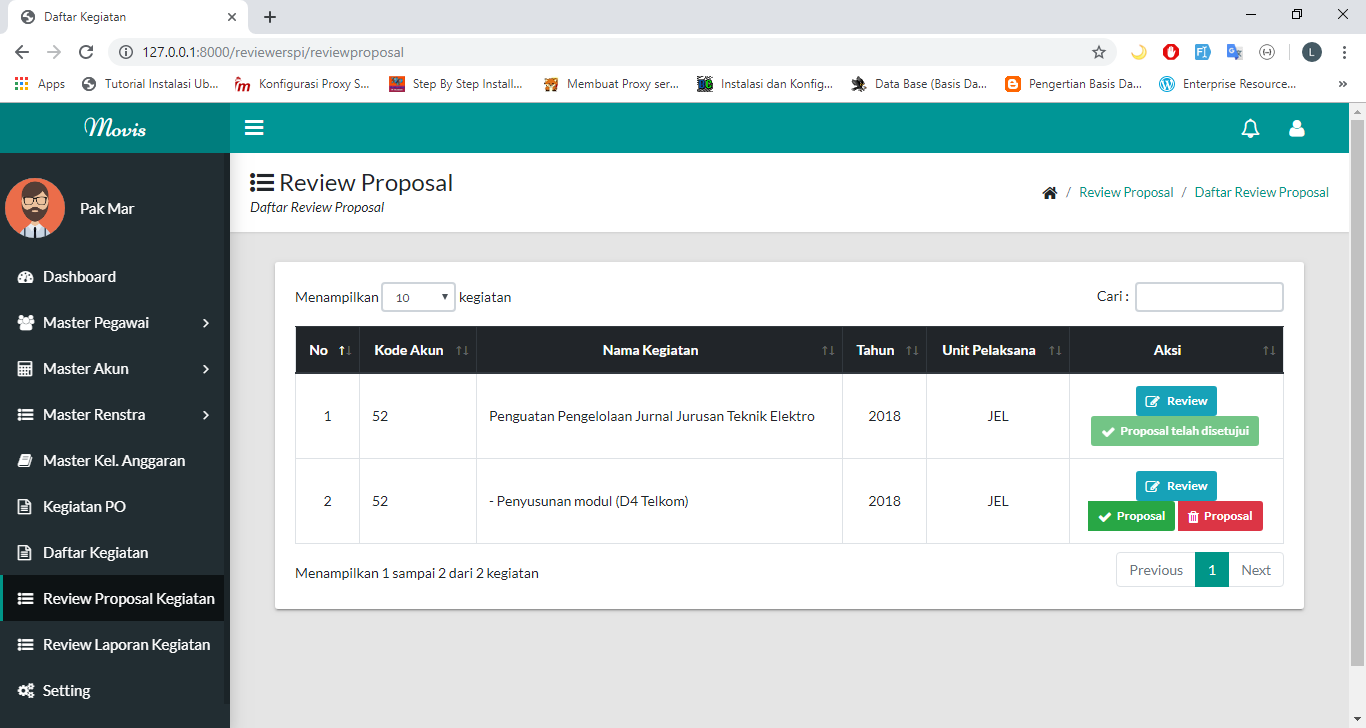 Daftar Kegiatan
127.0.0.1:8000/reviewerspi/reviewproposal
L
Apps
Tutorial Instalasi Ub...
Konfigurasi Proxy S...
Step By Step Install...
Membuat Proxy ser...
Instalasi dan Konfig...
Data Base (Basis Da...
Pengertian Basis Da...
Enterprise Resource...
Movis
Pak Mar
Dashboard
Master Pegawai
Master Akun
Master Renstra
Master Kel. Anggaran
Kegiatan PO
Daftar Kegiatan
Review Proposal Kegiatan
Review Laporan Kegiatan
Setting
Review Proposal
Daftar Review Proposal
/ Review Proposal / Daftar Review Proposal
Menampilkan 10 kegiatan
Cari :
No Kode Akun Nama Kegiatan Tahun Unit Pelaksana Aksi
1 52 Penguatan Pengelolaan Jurnal Jurusan Teknik Elektro 2018 JEL
Review
Proposal telah disetujui
2 52 - Penyusunan modul (D4 Telkom) 2018 JEL
Review
Proposal Proposal
Menampilkan 1 sampai 2 dari 2 kegiatan
Previous 1 Next